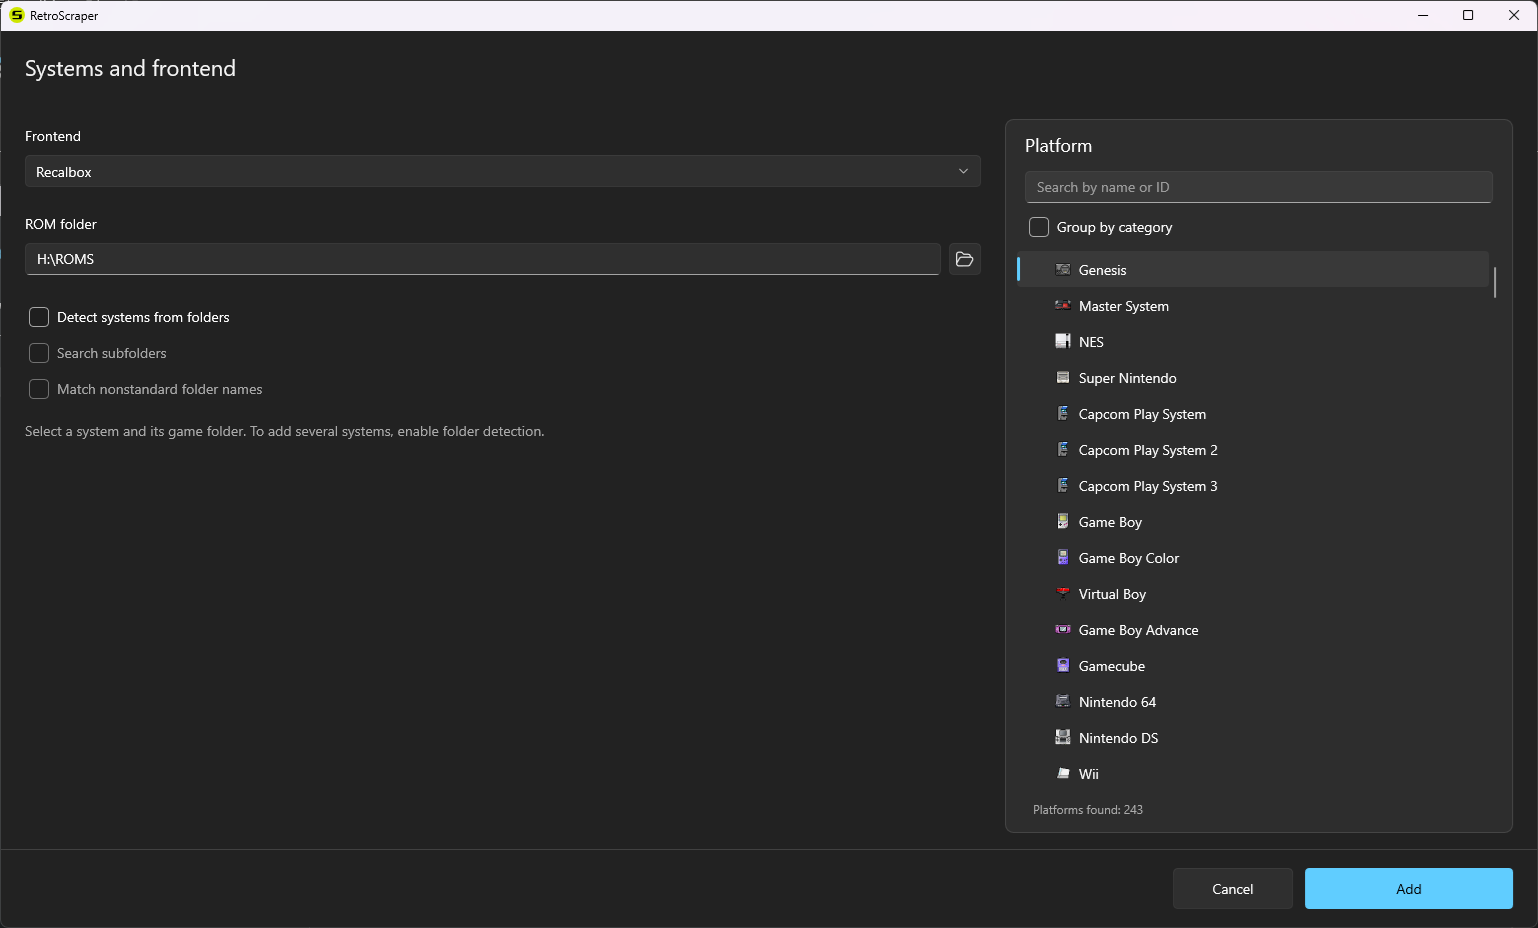 RetroScraper
Systems and frontend
Frontend
Recalbox
ROM folder
H:\ROMS
Detect systems from folders
Search subfolders
Match nonstandard folder names
Select a system and its game folder. To add several systems, enable folder detection.
Platform
Search by name or ID
Group by category
Genesis
Master System
NES
Super Nintendo
Capcom Play System
Capcom Play System 2
Capcom Play System 3
Game Boy
Game Boy Color
Virtual Boy
Game Boy Advance
Gamecube
Nintendo 64
Nintendo DS
Wii
Platforms found: 243
Cancel
Add